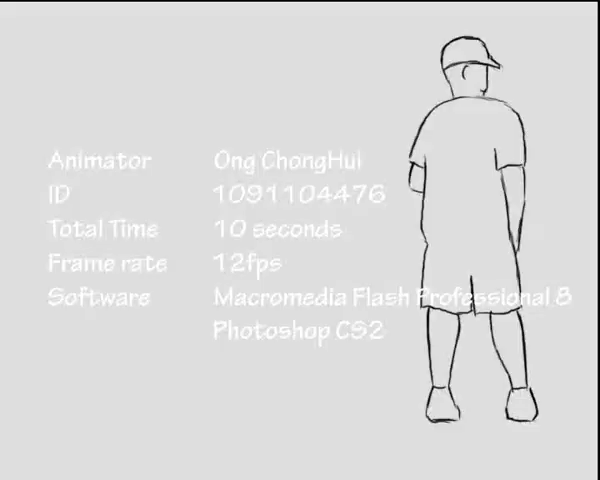 Animator Ong ChongHui
ID 1091104476
Total Time 10 seconds
Frame rate 12fps
Software Macromedia Flash Professional 8
Photoshop CS2